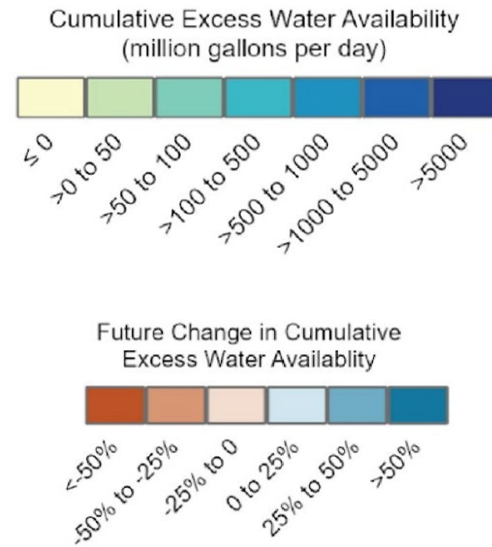 Cumulative Excess Water Availability
(million gallons per day)
≤ 0
>0 to 50
>50 to 100
>100 to 500
>500 to 1000
>1000 to 5000
>5000
Future Change in Cumulative
Excess Water Availablity
<-50%
-50% to -25%
-25% to 0
0 to 25%
25% to 50%
>50%